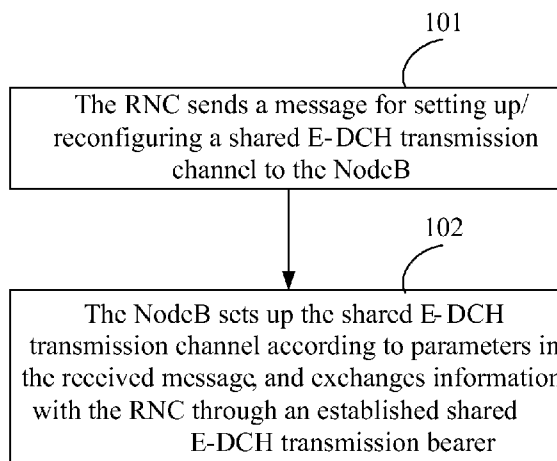 101
The RNC sends a message for setting up/
reconfiguring a shared E-DCH transmission
channel to the NodeB
102
The NodeB sets up the shared E-DCH
transmission channel according to parameters in
the received message, and exchanges information
with the RNC through an established shared
E-DCH transmission bearer